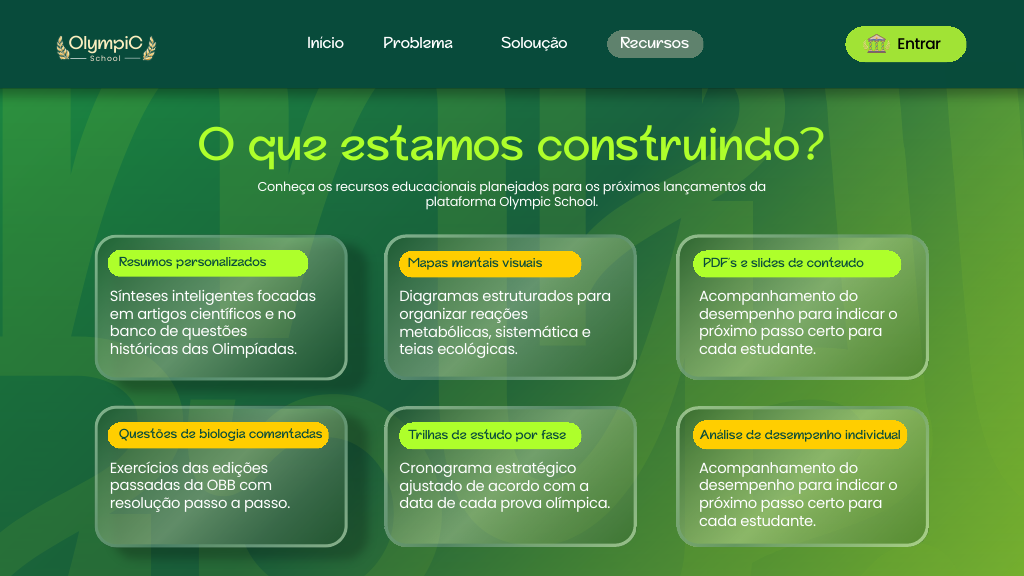 OlympiC
School
Início
Problema
Soloução
Recursos
Entrar
O que estamos construindo?
Conheça os recursos educacionais planejados para os próximos lançamentos da
plataforma Olympic School.
Resumos personalizados
Sínteses inteligentes focadas
em artigos científicos e no
banco de questões
históricas das Olimpíadas.
Mapas mentais visuais
Diagramas estruturados para
organizar reações
metabólicas, sistemática e
teias ecológicas.
PDF's e slides de conteudo
Acompanhamento do
desempenho para indicar o
próximo passo certo para
cada estudante.
Questões de biologia comentadas
Exercícios das edições
passadas da OBB com
resolução passo a passo.
Trilhas de estudo por fase
Cronograma estratégico
ajustado de acordo com a
data de cada prova olímpica.
Análise de desempenho individual
Acompanhamento do
desempenho para indicar o
próximo passo certo para
cada estudante.